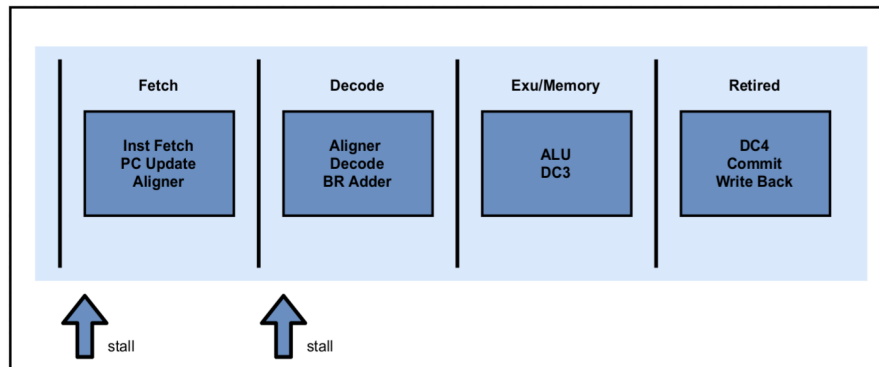 Fetch
Decode
Exu/Memory
Retired
Inst Fetch
PC Update
Aligner
Aligner
Decode
BR Adder
ALU
DC3
DC4
Commit
Write Back
stall
stall